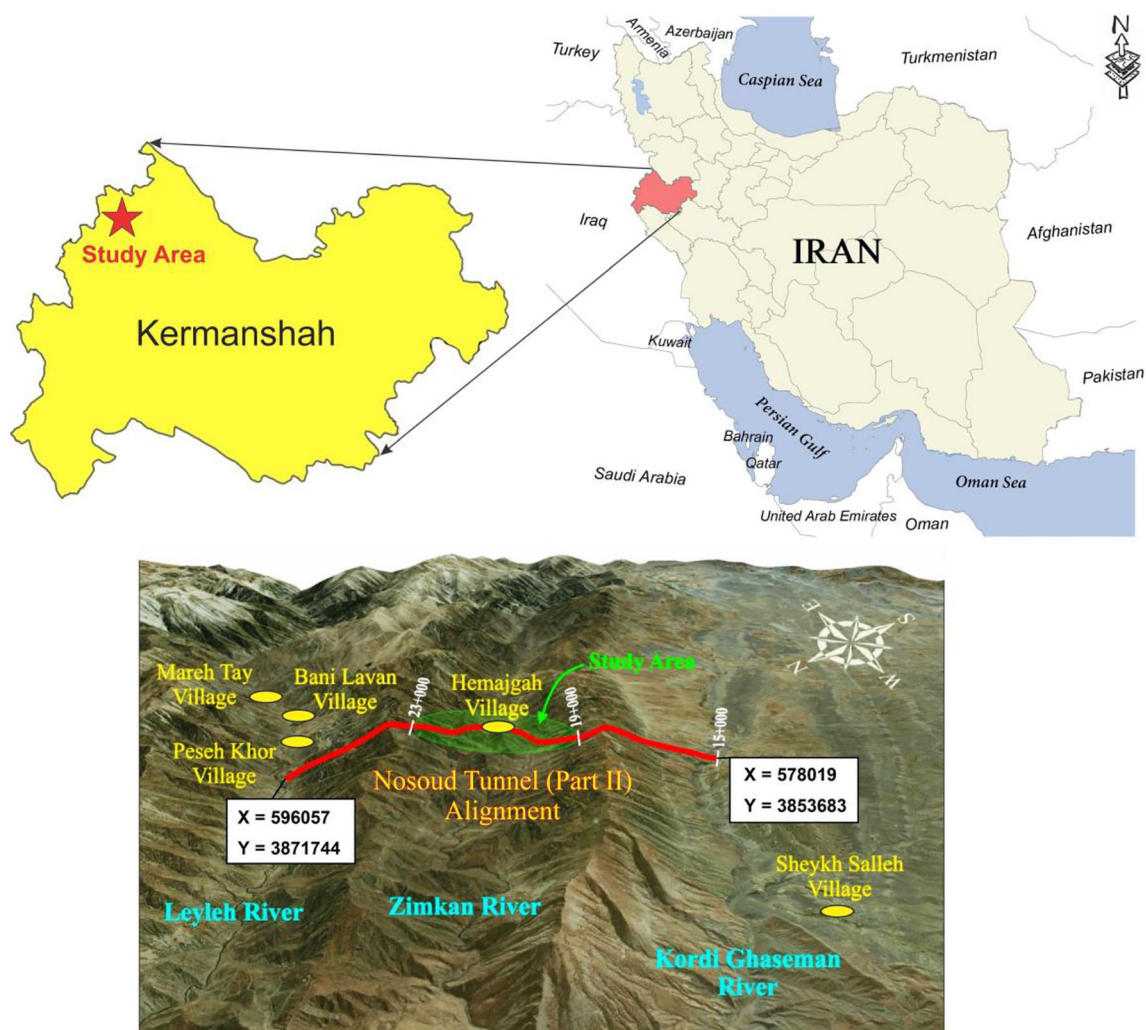 N
Armenia
Azerbaijan
Turkey
Turkmenistan
Caspian Sea
Iraq
Afghanistan
IRAN
Study Area
Kermanshah
Kuwait
Pakistan
Persian Gulf
Bahrain
Qatar
Saudi Arabia
Oman Sea
United Arab Emirates
Oman
S
E
N
W
Study Area
Mareh Tay
Village
Bani Lavan
Village
Hemajgah
Village
23+000
19+000
15+000
Peseh Khor
Village
Nosoud Tunnel (Part II)
Alignment
X = 578019
Y = 3853683
X = 596057
Y = 3871744
Sheykh Salleh
Village
Leyleh River
Zimkan River
Kordi Ghaseman
River